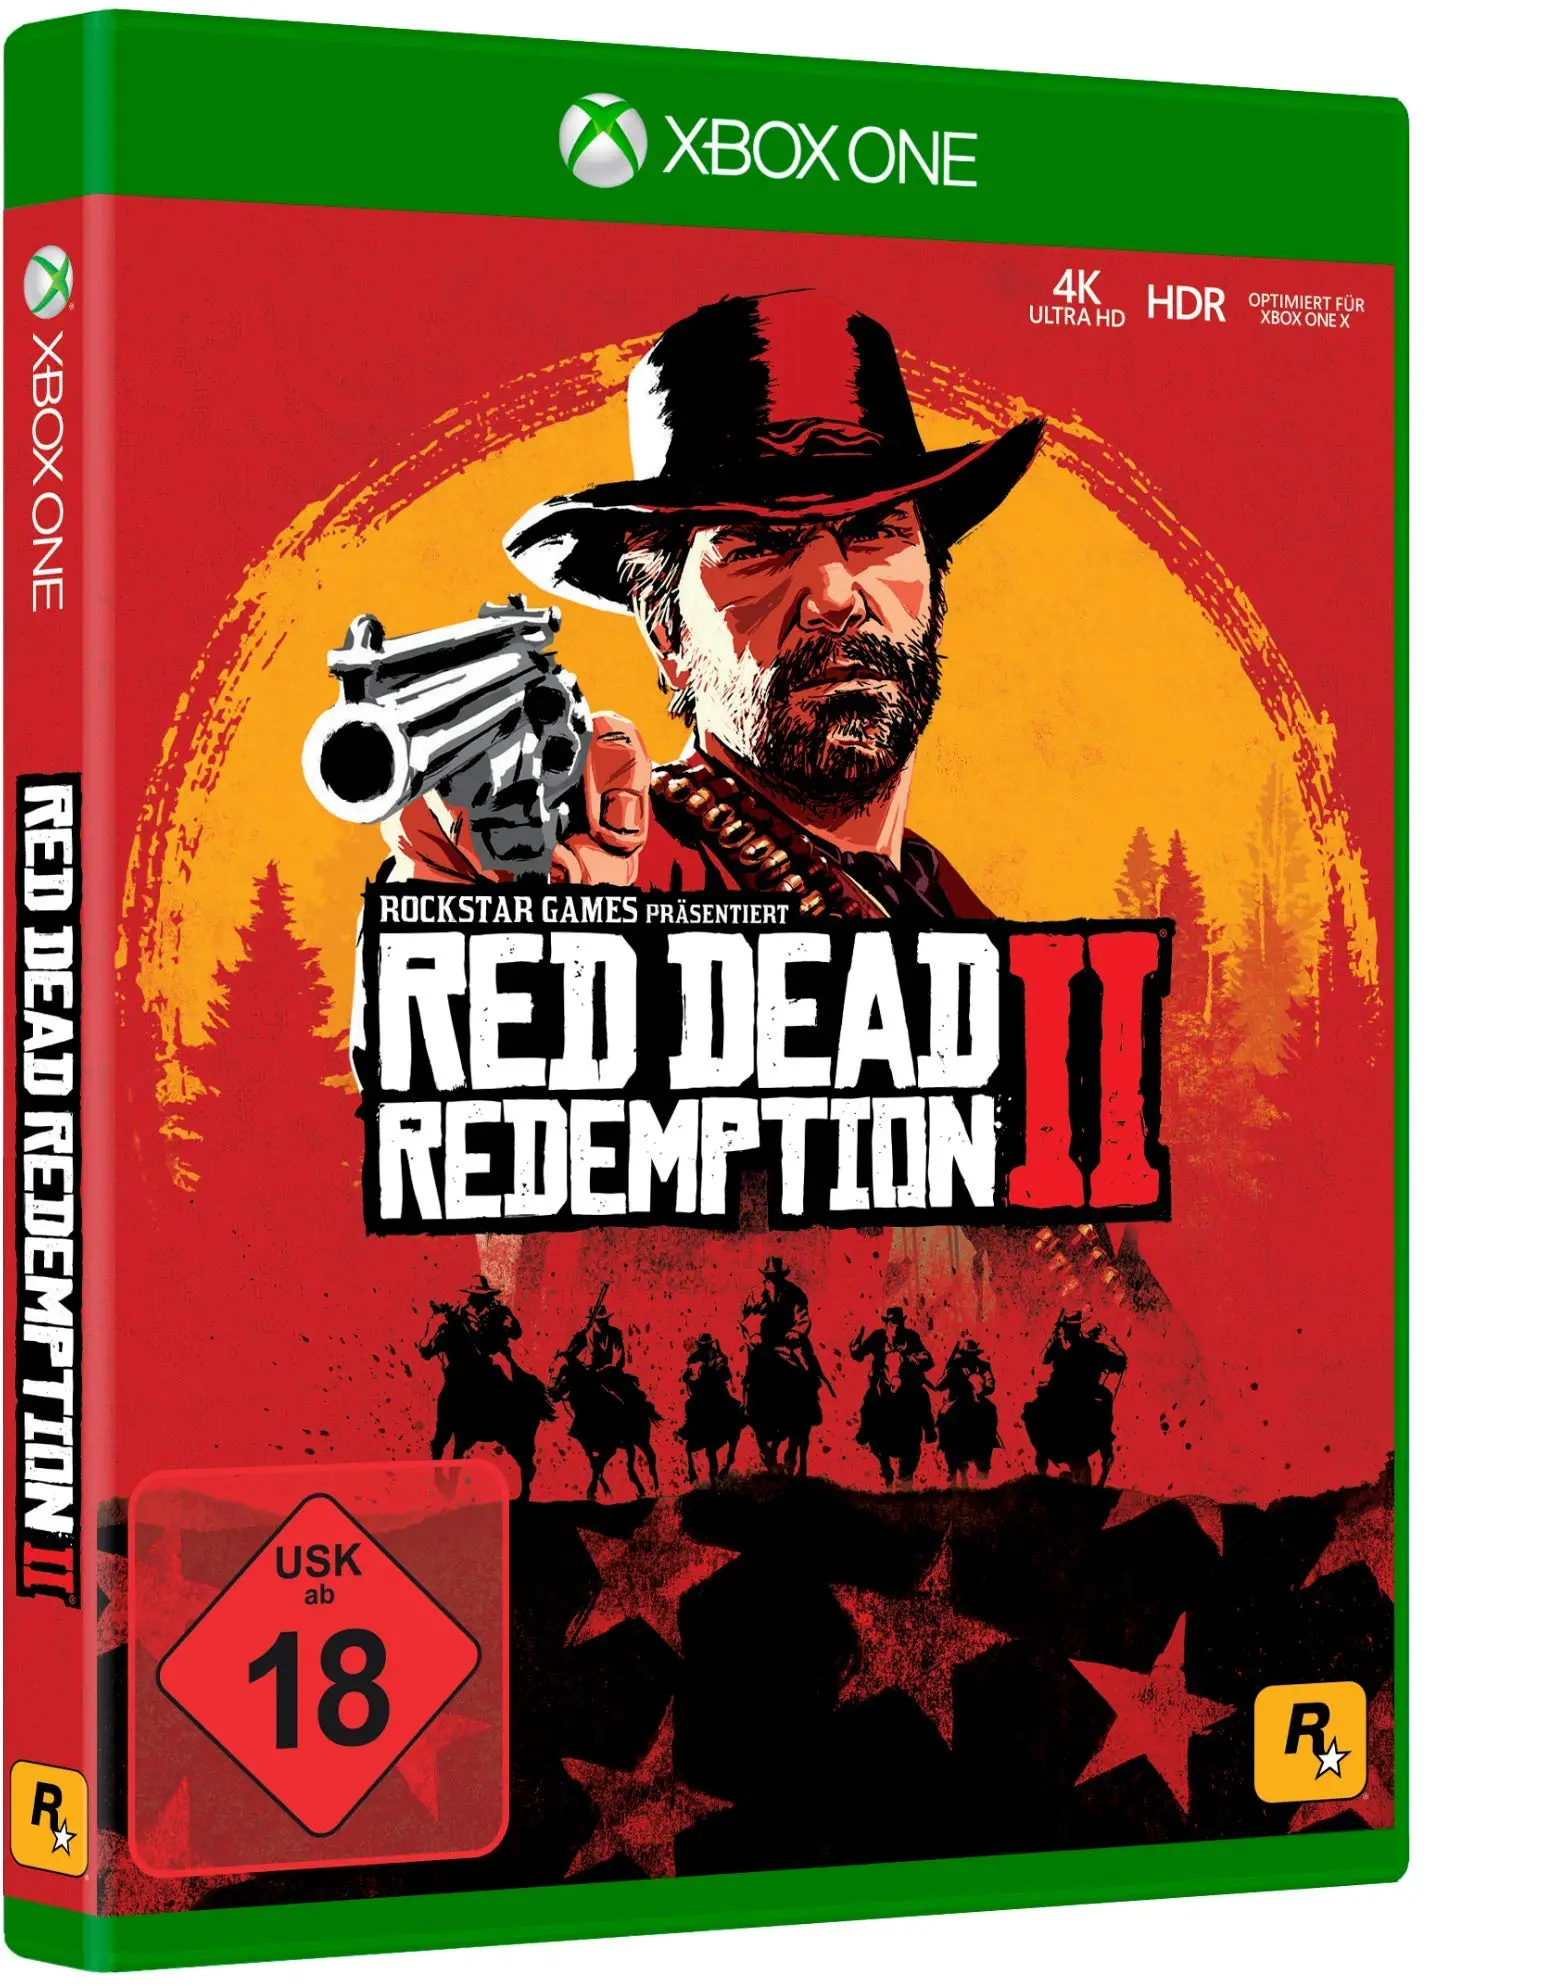 XBOX ONE
4K
ULTRA HD
HDR
OPTIMIERT FÜR
XBOX ONE X
XBOX ONE
RED DEAD REDEMPTION II
ROCKSTAR GAMES PRÄSENTIERT
RED DEAD
REDEMPTION II
USK
ab
18
R
R